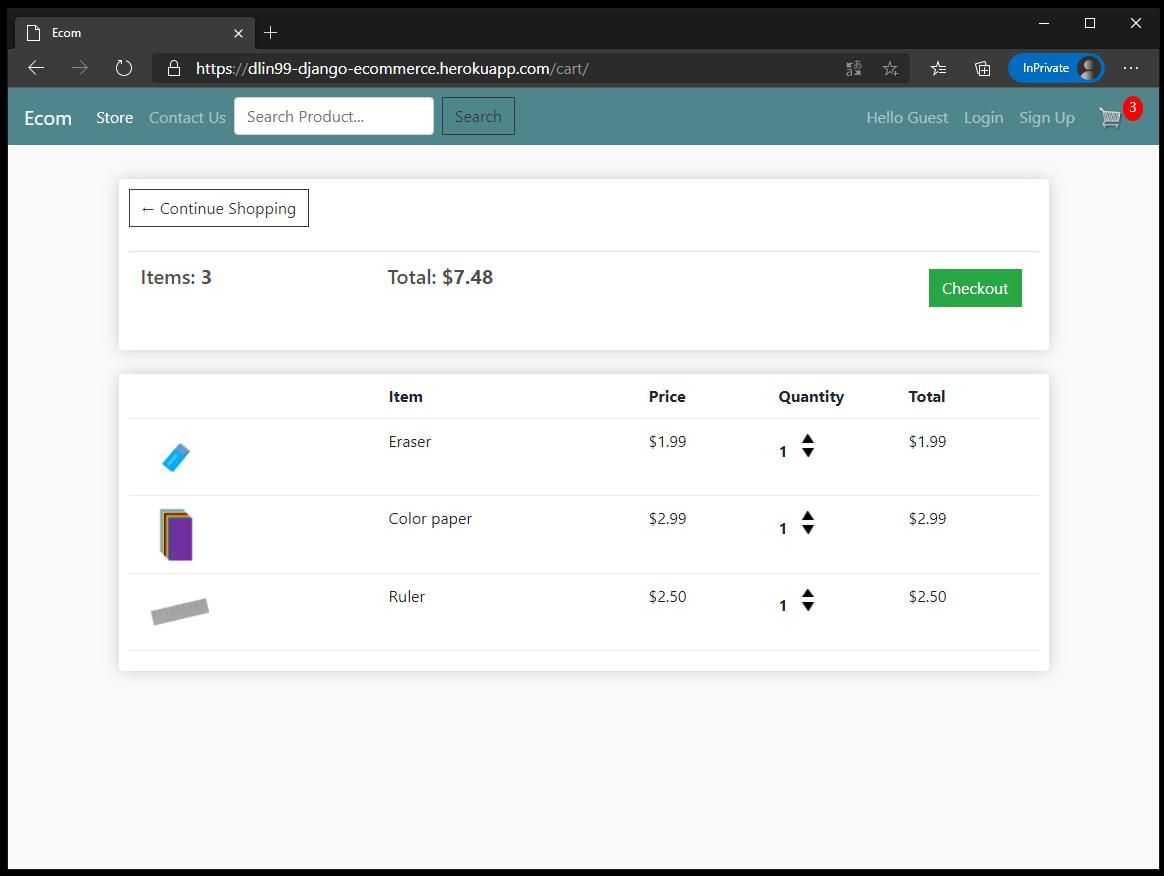 Ecom
https://dlin99-django-ecommerce.herokuapp.com/cart/ InPrivate
Ecom Store Contact Us Search Product... Search Hello Guest Login Sign Up 3
← Continue Shopping
Items: 3 Total: $7.48 Checkout
Item Price Quantity Total
Eraser $1.99 1 $1.99
Color paper $2.99 1 $2.99
Ruler $2.50 1 $2.50